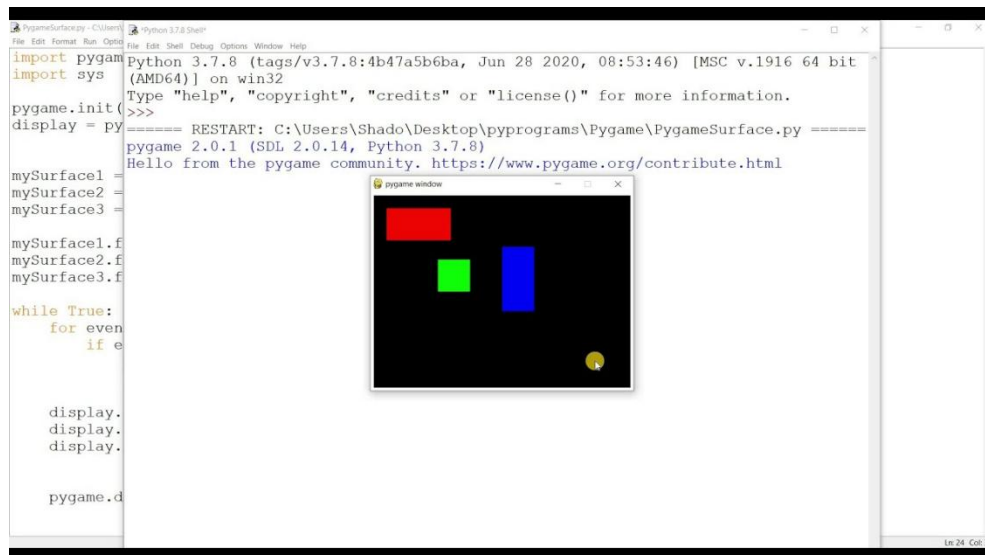 PygameSurface.py - C:\Users\
File Edit Format Run Optio
import pygam
import sys
pygame.init(
display = py
mySurface1 =
mySurface2 =
mySurface3 =
mySurface1.f
mySurface2.f
mySurface3.f
while True:
for even
if e
display.
display.
display.
pygame.d
*Python 3.7.8 Shell*
File Edit Shell Debug Options Window Help
Python 3.7.8 (tags/v3.7.8:4b47a5b6ba, Jun 28 2020, 08:53:46) [MSC v.1916 64 bit
(AMD64)] on win32
Type "help", "copyright", "credits" or "license()" for more information.
>>>
====== RESTART: C:\Users\Shado\Desktop\pyprograms\Pygame\PygameSurface.py ======
pygame 2.0.1 (SDL 2.0.14, Python 3.7.8)
Hello from the pygame community. https://www.pygame.org/contribute.html
pygame window
Ln: 24 Col: